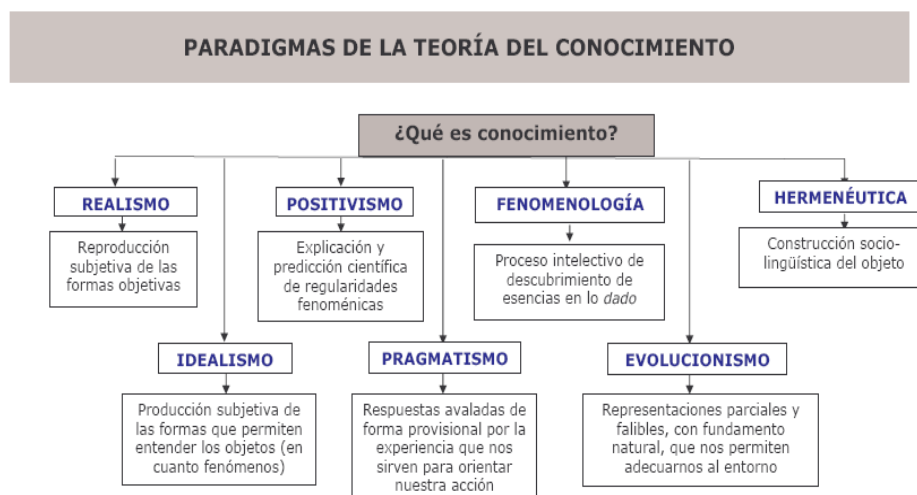 PARADIGMAS DE LA TEORÍA DEL CONOCIMIENTO
¿Qué es conocimiento?
REALISMO
Reproducción
subjetiva de las
formas objetivas
POSITIVISMO
Explicación y
predicción científica
de regularidades
fenoménicas
FENOMENOLOGÍA
Proceso intelectivo de
descubrimiento de
esencias en lo dado
HERMENÉUTICA
Construcción socio-
lingüística del objeto
IDEALISMO
Producción subjetiva de
las formas que permiten
entender los objetos (en
cuanto fenómenos)
PRAGMATISMO
Respuestas avaladas de
forma provisional por la
experiencia que nos
sirven para orientar
nuestra acción
EVOLUCIONISMO
Representaciones parciales y
falibles, con fundamento
natural, que nos permiten
adecuarnos al entorno